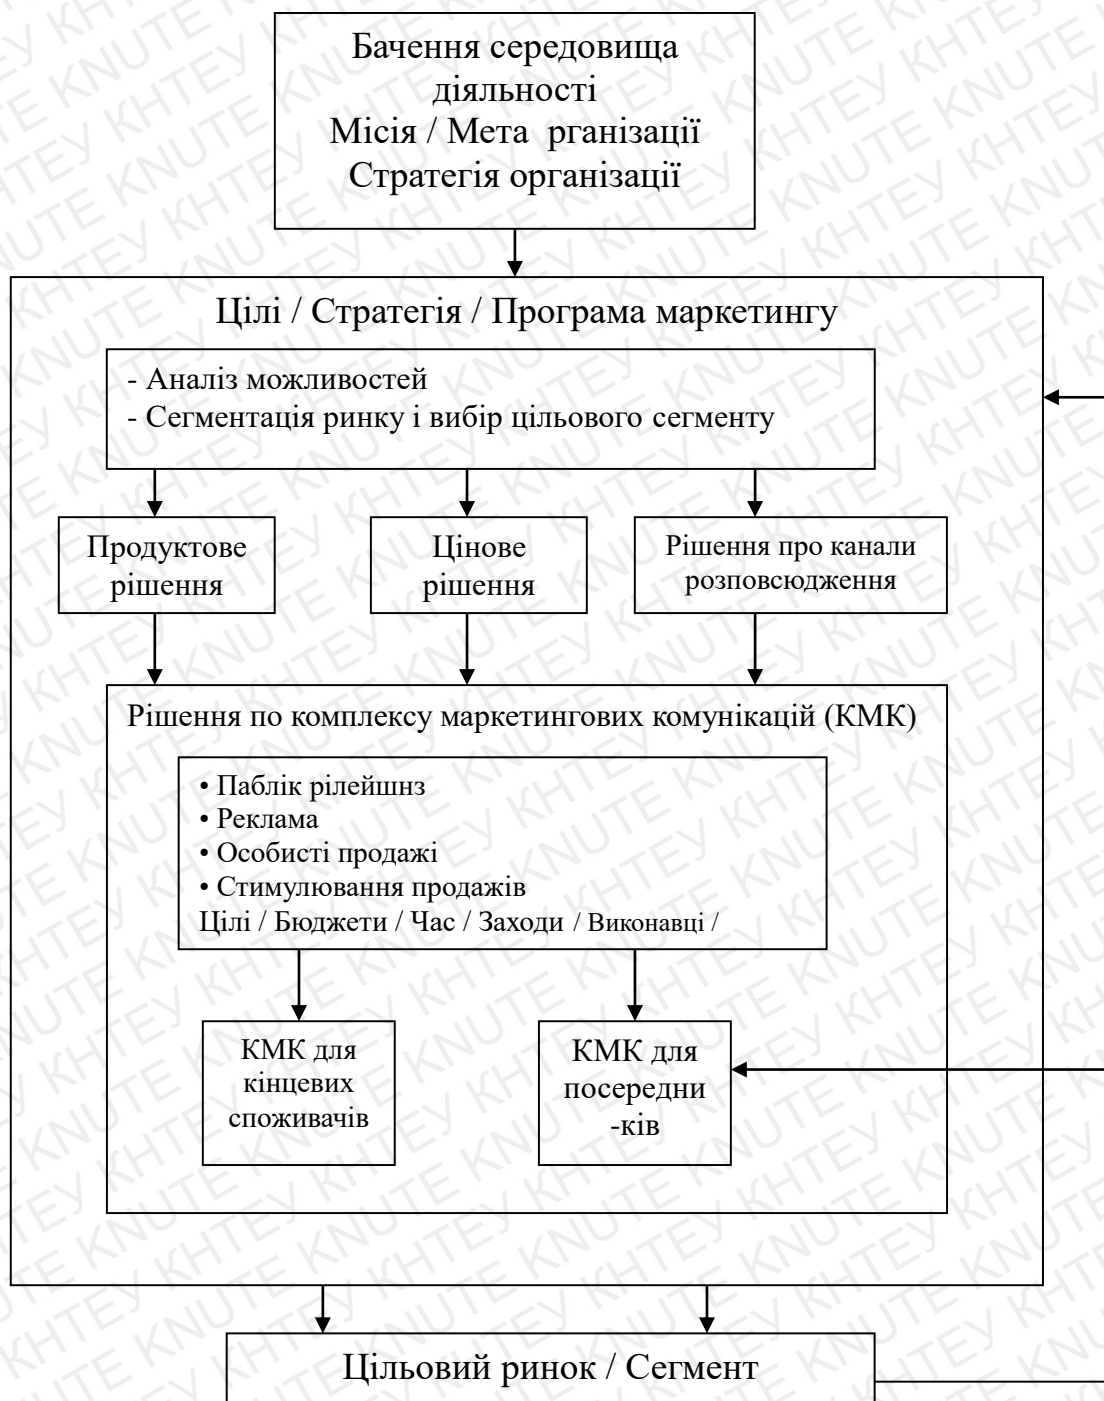 Бачення середовища
діяльності
Місія / Мета рганізації
Стратегія організації
Цілі / Стратегія / Програма маркетингу
- Аналіз можливостей
- Сегментація ринку і вибір цільового сегменту
Продуктове
рішення
Цінове
рішення
Рішення про канали
розповсюдження
Рішення по комплексу маркетингових комунікацій (КМК)
• Паблік рілейшнз
• Реклама
• Особисті продажі
• Стимулювання продажів
Цілі / Бюджети / Час / Заходи / Виконавці /
КМК для
кінцевих
споживачів
КМК для
посередни
-ків
Цільовий ринок / Сегмент